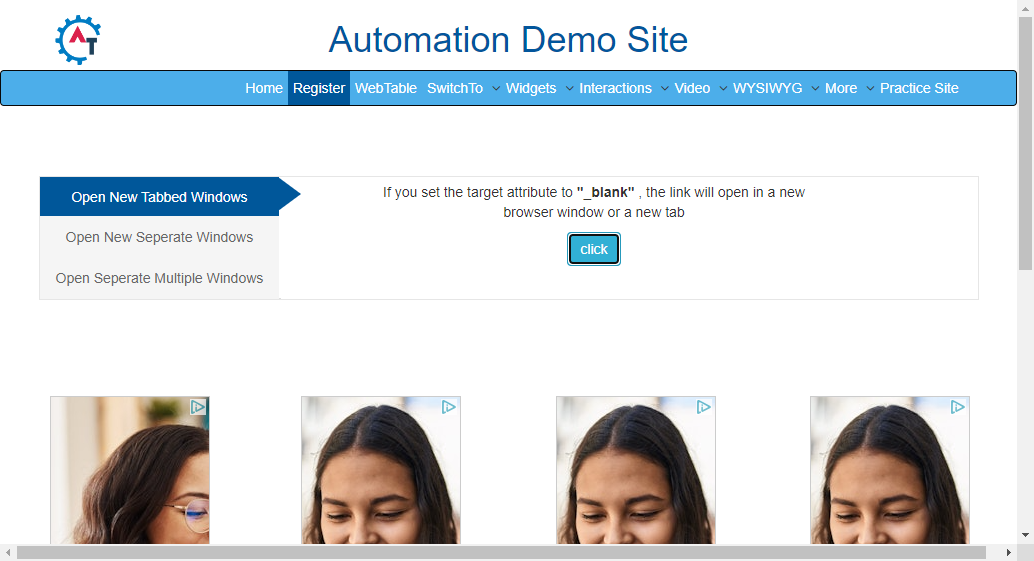 AT
Automation Demo Site
Home Register WebTable SwitchTo Widgets Interactions Video WYSIWYG More Practice Site
Open New Tabbed Windows
Open New Seperate Windows
Open Seperate Multiple Windows
If you set the target attribute to "_blank" , the link will open in a new
browser window or a new tab
click